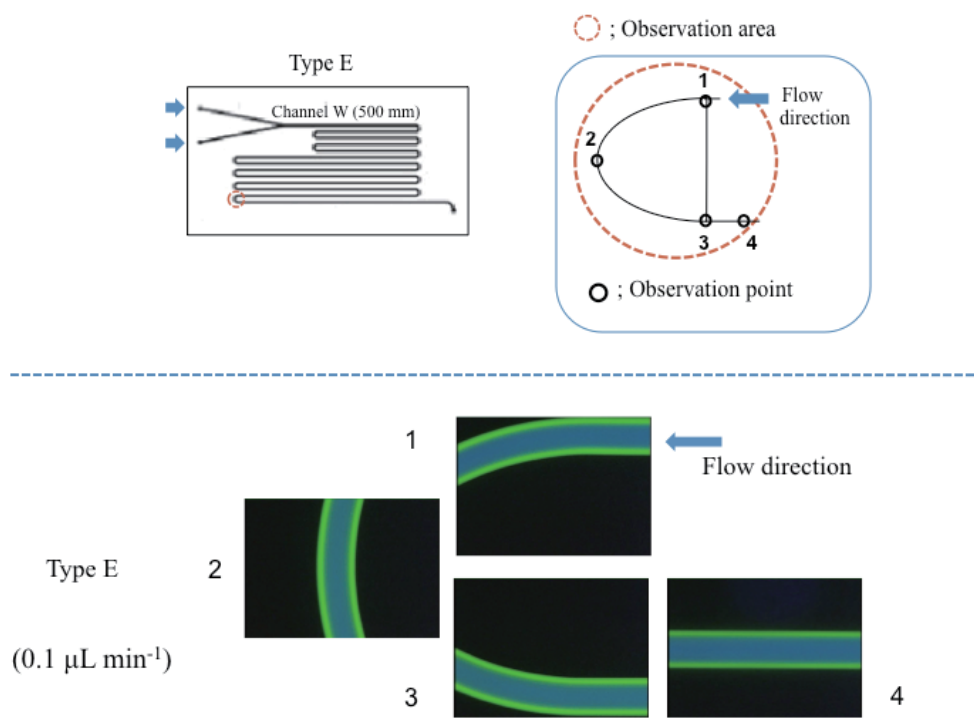 ; Observation area
Type E
Channel W (500 mm)
1
Flow
direction
2
3
4
; Observation point
1
Flow direction
2
Type E
(0.1 μL min-1)
3
4